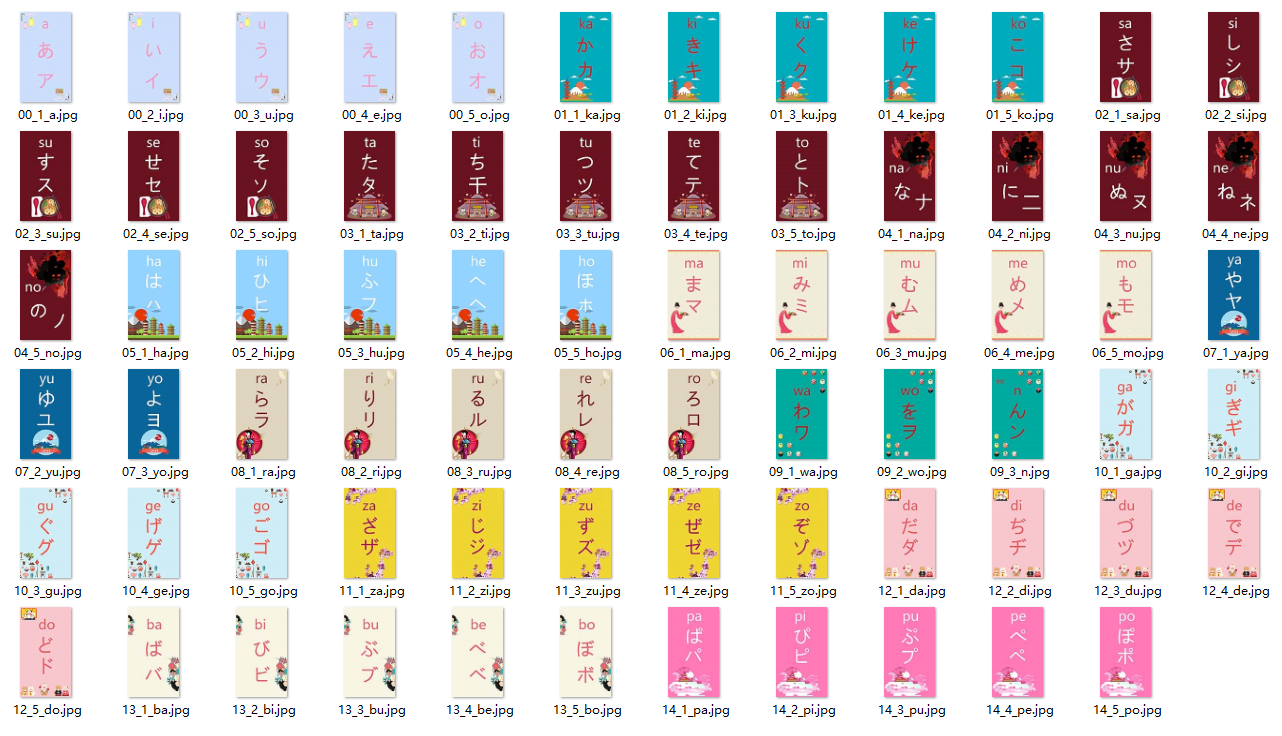 a
あ
ア
00_1_a.jpg
i
い
イ
00_2_i.jpg
u
う
ウ
00_3_u.jpg
e
え
エ
00_4_e.jpg
o
お
オ
00_5_o.jpg
ka
か
カ
01_1_ka.jpg
ki
き
キ
01_2_ki.jpg
ku
く
ク
01_3_ku.jpg
ke
け
ケ
01_4_ke.jpg
ko
こ
コ
01_5_ko.jpg
sa
さ
サ
02_1_sa.jpg
si
し
シ
02_2_si.jpg
su
す
ス
02_3_su.jpg
se
せ
セ
02_4_se.jpg
so
そ
ソ
02_5_so.jpg
ta
た
タ
03_1_ta.jpg
ti
ち
千
03_2_ti.jpg
tu
つ
ツ
03_3_tu.jpg
te
て
テ
03_4_te.jpg
to
と
ト
03_5_to.jpg
na
な
ナ
04_1_na.jpg
ni
に
ニ
04_2_ni.jpg
nu
ぬ
ヌ
04_3_nu.jpg
ne
ね
ネ
04_4_ne.jpg
no
の
ノ
04_5_no.jpg
ha
は
ハ
05_1_ha.jpg
hi
ひ
ヒ
05_2_hi.jpg
hu
ふ
フ
05_3_hu.jpg
he
へ
ヘ
05_4_he.jpg
ho
ほ
ホ
05_5_ho.jpg
ma
ま
マ
06_1_ma.jpg
mi
み
ミ
06_2_mi.jpg
mu
む
ム
06_3_mu.jpg
me
め
メ
06_4_me.jpg
mo
も
モ
06_5_mo.jpg
ya
や
ヤ
07_1_ya.jpg
yu
ゆ
ユ
07_2_yu.jpg
yo
よ
ヨ
07_3_yo.jpg
ra
ら
ラ
08_1_ra.jpg
ri
り
リ
08_2_ri.jpg
ru
る
ル
08_3_ru.jpg
re
れ
レ
08_4_re.jpg
ro
ろ
ロ
08_5_ro.jpg
wa
わ
ワ
09_1_wa.jpg
wo
を
ヲ
09_2_wo.jpg
n
ん
ン
09_3_n.jpg
ga
が
ガ
10_1_ga.jpg
gi
ぎ
ギ
10_2_gi.jpg
gu
ぐ
グ
10_3_gu.jpg
ge
げ
ゲ
10_4_ge.jpg
go
ご
ゴ
10_5_go.jpg
za
ざ
ザ
11_1_za.jpg
zi
じ
ジ
11_2_zi.jpg
zu
ず
ズ
11_3_zu.jpg
ze
ぜ
ゼ
11_4_ze.jpg
zo
ぞ
ゾ
11_5_zo.jpg
da
だ
ダ
12_1_da.jpg
di
ぢ
ヂ
12_2_di.jpg
du
づ
ヅ
12_3_du.jpg
de
で
デ
12_4_de.jpg
do
ど
ド
12_5_do.jpg
ba
ば
バ
13_1_ba.jpg
bi
び
ビ
13_2_bi.jpg
bu
ぶ
ブ
13_3_bu.jpg
be
べ
ベ
13_4_be.jpg
bo
ぼ
ボ
13_5_bo.jpg
pa
ぱ
パ
14_1_pa.jpg
pi
ぴ
ピ
14_2_pi.jpg
pu
ぷ
プ
14_3_pu.jpg
pe
ぺ
ペ
14_4_pe.jpg
po
ぽ
ポ
14_5_po.jpg